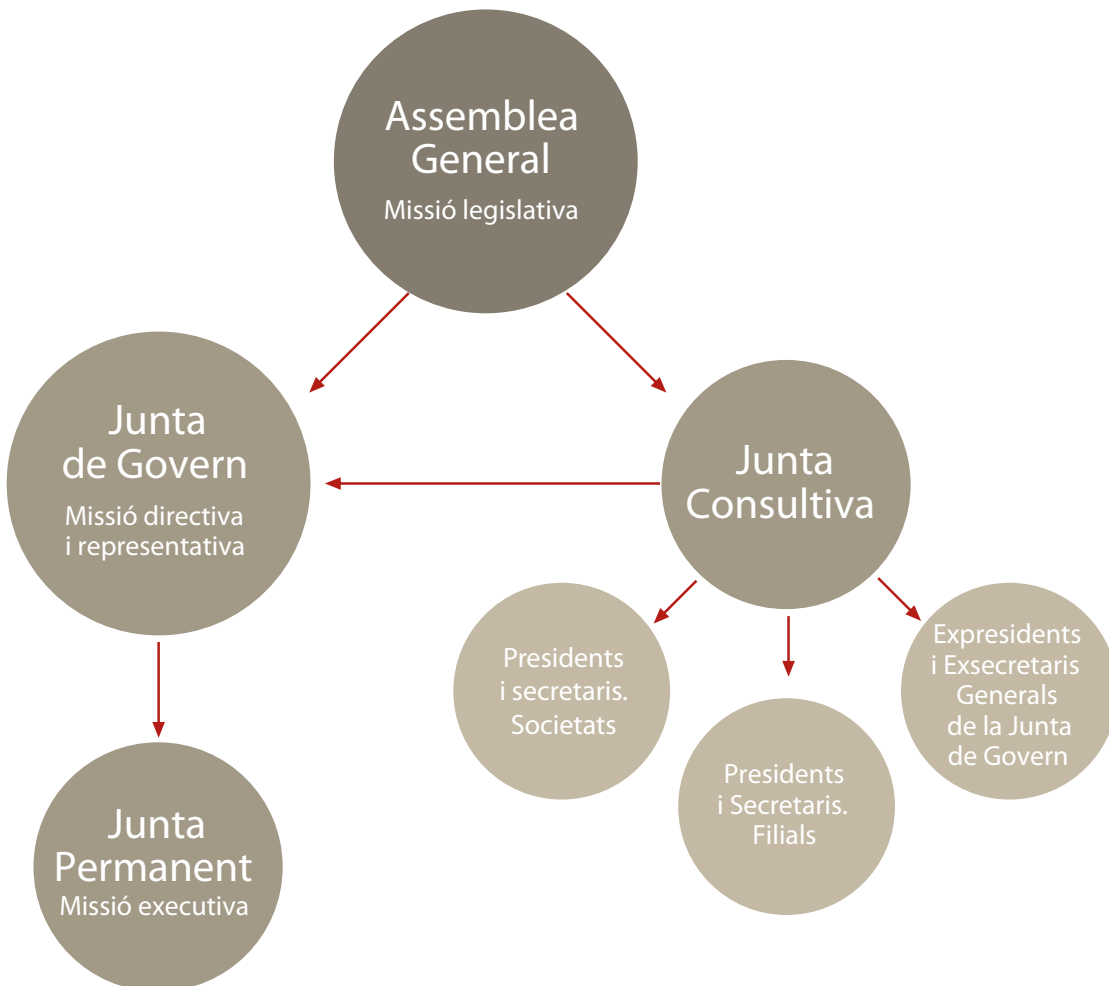 Assemblea
General
Missió legislativa
Junta
de Govern
Missió directiva
i representativa
Junta
Consultiva
Presidents
i secretaris.
Societats
Presidents
i Secretaris.
Filials
Expresidents
i Exsecretaris
Generals
de la Junta
de Govern
Junta
Permanent
Missió executiva